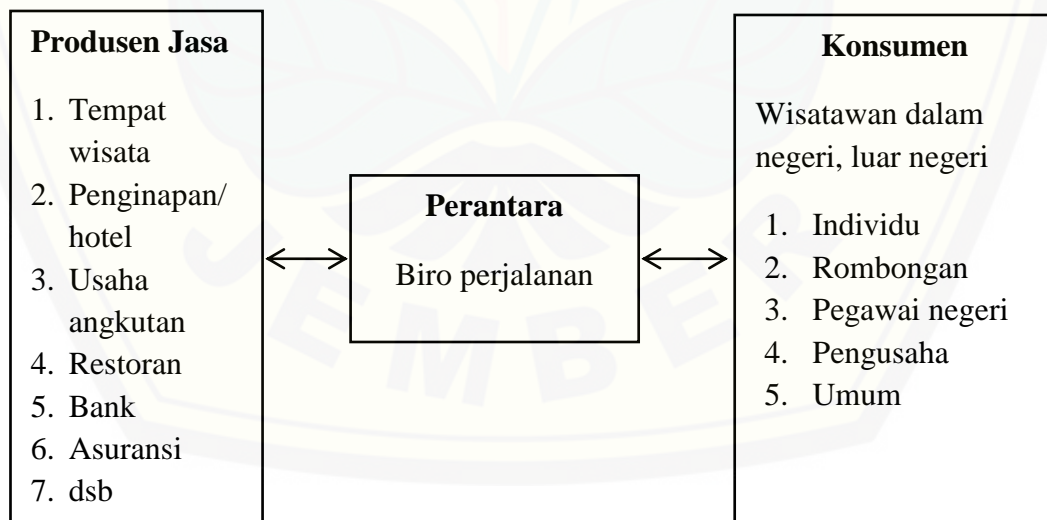 Produsen Jasa
1. Tempat
wisata
2. Penginapan/
hotel
3. Usaha
angkutan
4. Restoran
5. Bank
6. Asuransi
7. dsb
Perantara
Biro perjalanan
Konsumen
Wisatawan dalam
negeri, luar negeri
1. Individu
2. Rombongan
3. Pegawai negeri
4. Pengusaha
5. Umum
JEMBER